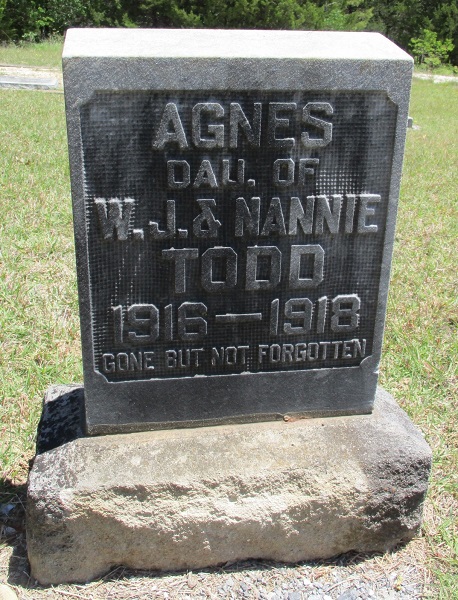 AGNES
DAU. OF
W.J.& NANNIE
TODD
1916 — 1918
GONE BUT NOT FORGOTTEN